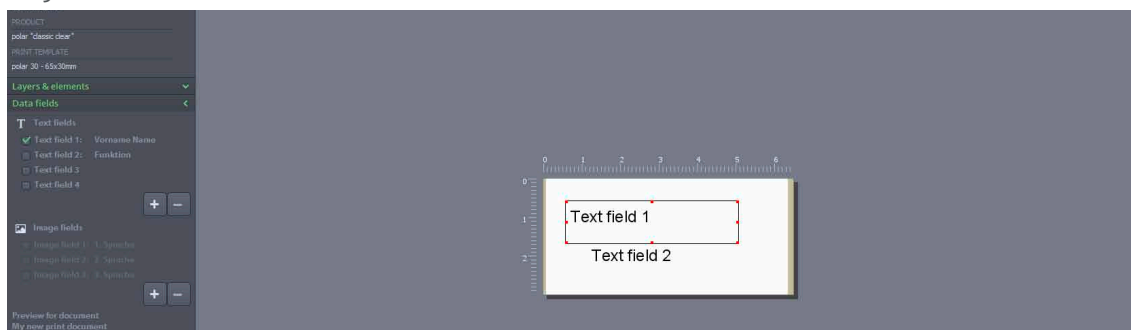 PRODUCT
polar "classic clear"
PRINT TEMPLATE
polar 30 - 65x30mm
Layers & elements
Data fields
T Text fields
Text field 1: Vorname Name
Text field 2: Funktion
Text field 3
Text field 4
+ −
Image fields
Image field 1: 1. Sprache
Image field 2: 2. Sprache
Image field 3: 3. Sprache
+ −
Preview for document
My new print document
0 1 2 3 4 5 6
0
1
2
Text field 1
Text field 2